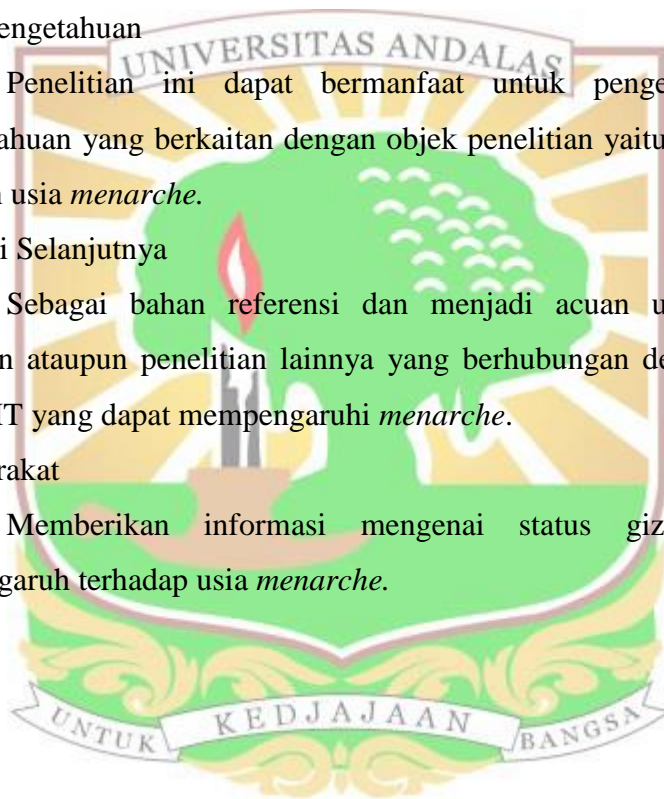 engetahuan
UNIVERSITAS ANDALAS
Penelitian ini dapat bermanfaat untuk penge
ahuan yang berkaitan dengan objek penelitian yaitu
usia menarche.
i Selanjutnya
Sebagai bahan referensi dan menjadi acuan u
n ataupun penelitian lainnya yang berhubungan de
IT yang dapat mempengaruhi menarche.
rakat
Memberikan informasi mengenai status giz
garuh terhadap usia menarche.
UNTUK KEDJAJAAN BANGSA